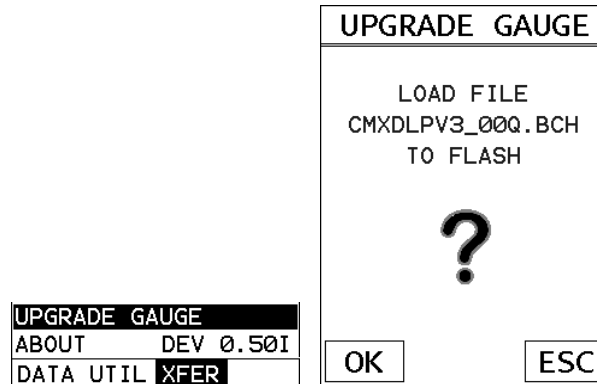 UPGRADE GAUGE
ABOUT DEV 0.50I
DATA UTIL XFER
UPGRADE GAUGE
LOAD FILE
CMXDLPV3_00Q.BCH
TO FLASH
?
OK ESC